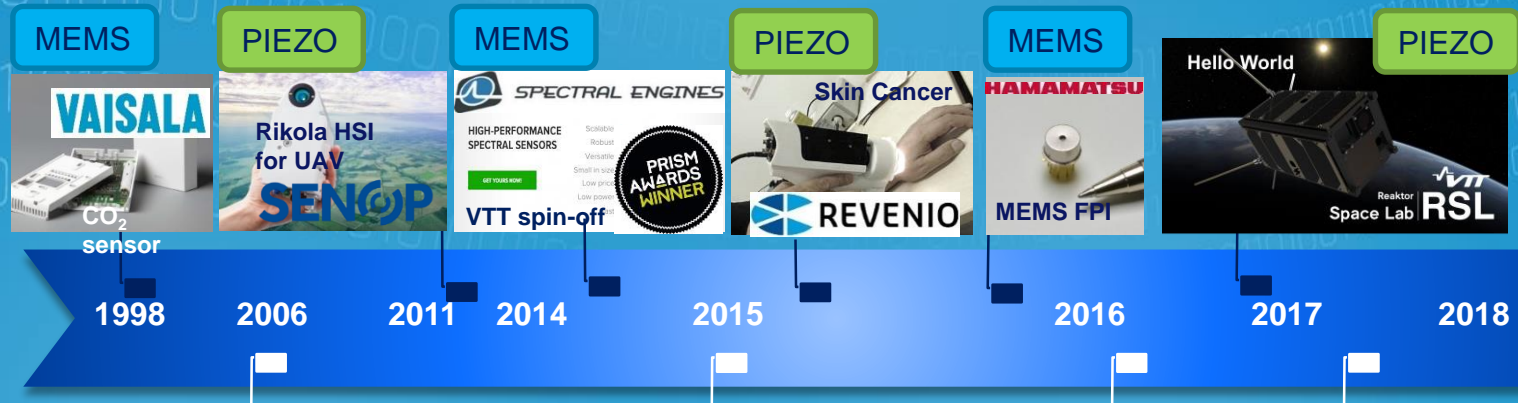 MEMS
PIEZO
MEMS
PIEZO
MEMS
PIEZO
VAISALA
CO₂
sensor
Rikola HSI
for UAV
SENOP
SPECTRAL ENGINES
HIGH-PERFORMANCE
SPECTRAL SENSORS
GET YOURS NOW!
Scalable
Robust
Versatile
Small in size
Low price
Low power
PRISM
AWARDS
WINNER
VTT spin-off
Skin Cancer
REVENIO
HAMAMATSU
MEMS FPI
Hello World
VTT
Reaktor
Space Lab RSL
1998 2006 2011 2014 2015 2016 2017 2018